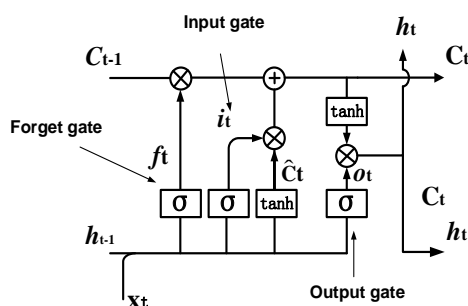 Input gate
hₜ
Cₜ₋₁
Cₜ
Forget gate
iₜ
tanh
fₜ
Ĉₜ
oₜ
σ
σ
tanh
σ
Cₜ
hₜ₋₁
hₜ
Xₜ
Output gate